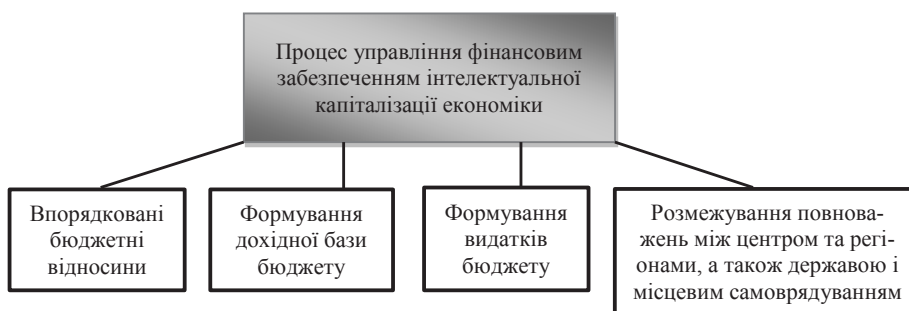 Процес управління фінансовим
забезпеченням інтелектуальної
капіталізації економіки
Впорядковані
бюджетні
відносини
Формування
дохідної бази
бюджету
Формування
видатків
бюджету
Розмежування повнова-
жень між центром та регі-
онами, а також державою і
місцевим самоврядуванням